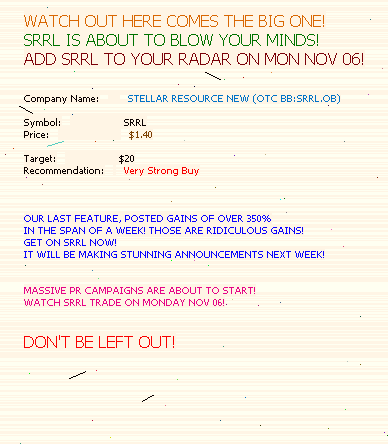 WATCH OUT HERE COMES THE BIG ONE!
SRRL IS ABOUT TO BLOW YOUR MINDS!
ADD SRRL TO YOUR RADAR ON MON NOV 06!
Company Name: STELLAR RESOURCE NEW (OTC BB:SRRL.OB)
Symbol: SRRL
Price: $1.40
Target: $20
Recommendation: Very Strong Buy
OUR LAST FEATURE, POSTED GAINS OF OVER 350%
IN THE SPAN OF A WEEK! THOSE ARE RIDICULOUS GAINS!
GET ON SRRL NOW!
IT WILL BE MAKING STUNNING ANNOUNCEMENTS NEXT WEEK!
MASSIVE PR CAMPAIGNS ARE ABOUT TO START!
WATCH SRRL TRADE ON MONDAY NOV 06!
DON'T BE LEFT OUT!